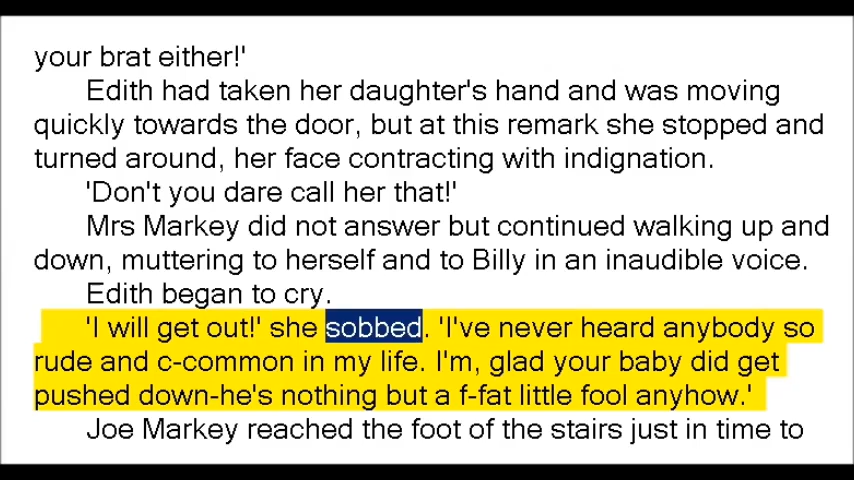 your brat either!'
Edith had taken her daughter's hand and was moving
quickly towards the door, but at this remark she stopped and
turned around, her face contracting with indignation.
'Don't you dare call her that!'
Mrs Markey did not answer but continued walking up and
down, muttering to herself and to Billy in an inaudible voice.
Edith began to cry.
'I will get out!' she sobbed. 'I've never heard anybody so
rude and c-common in my life. I'm, glad your baby did get
pushed down-he's nothing but a f-fat little fool anyhow.'
Joe Markey reached the foot of the stairs just in time to